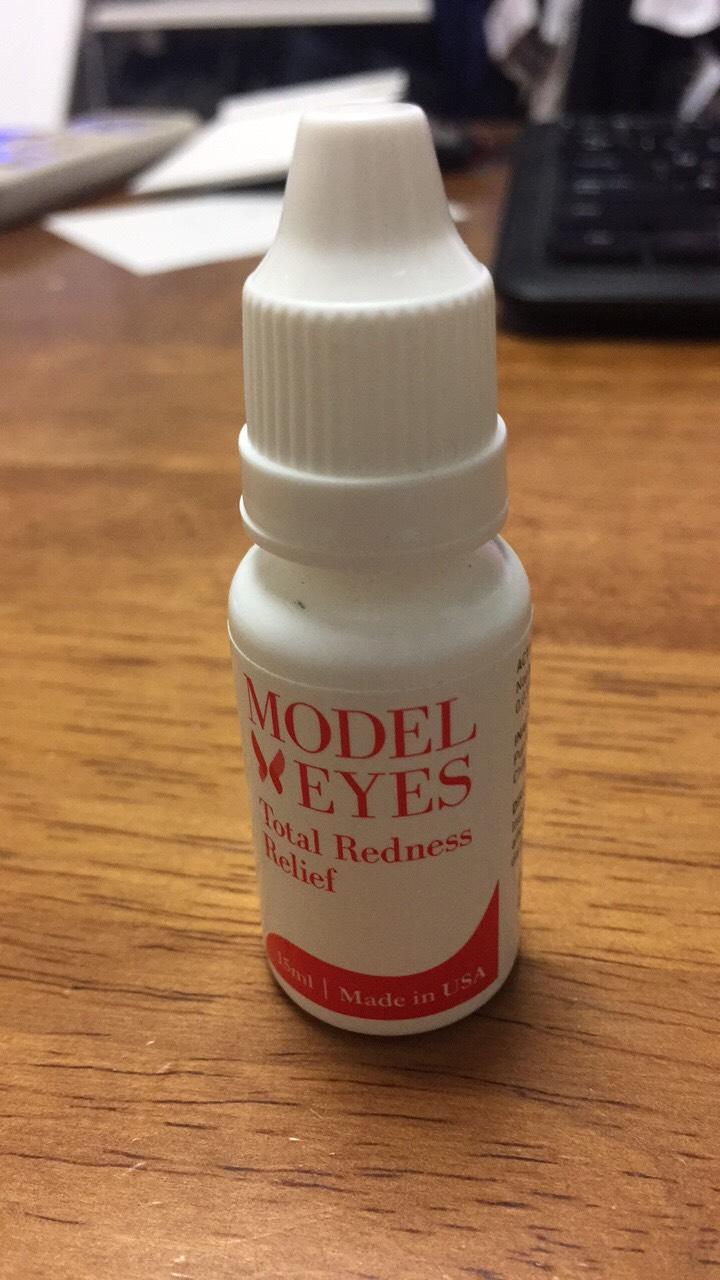 MODEL
EYES
Total Redness
Relief
15ml | Made in USA